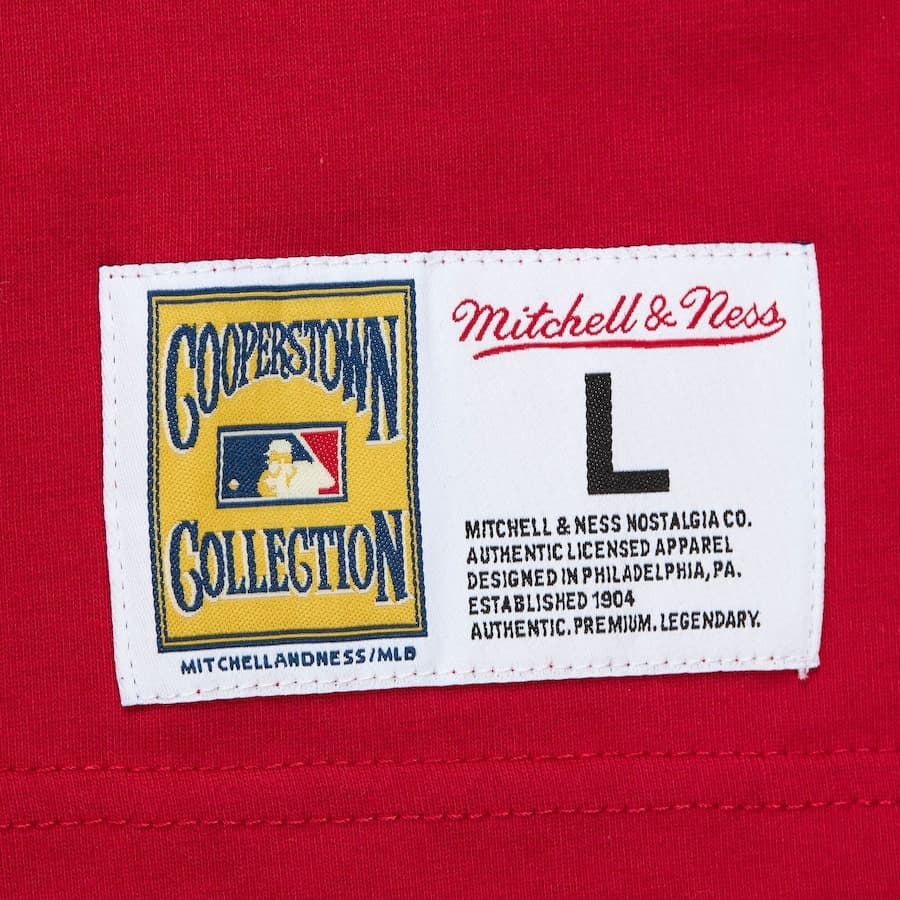 COOPERSTOWN
COLLECTION
MITCHELLANDNESS/MLB
Mitchell & Ness
L
MITCHELL & NESS NOSTALGIA CO.
AUTHENTIC LICENSED APPAREL
DESIGNED IN PHILADELPHIA, PA.
ESTABLISHED 1904
AUTHENTIC. PREMIUM. LEGENDARY.